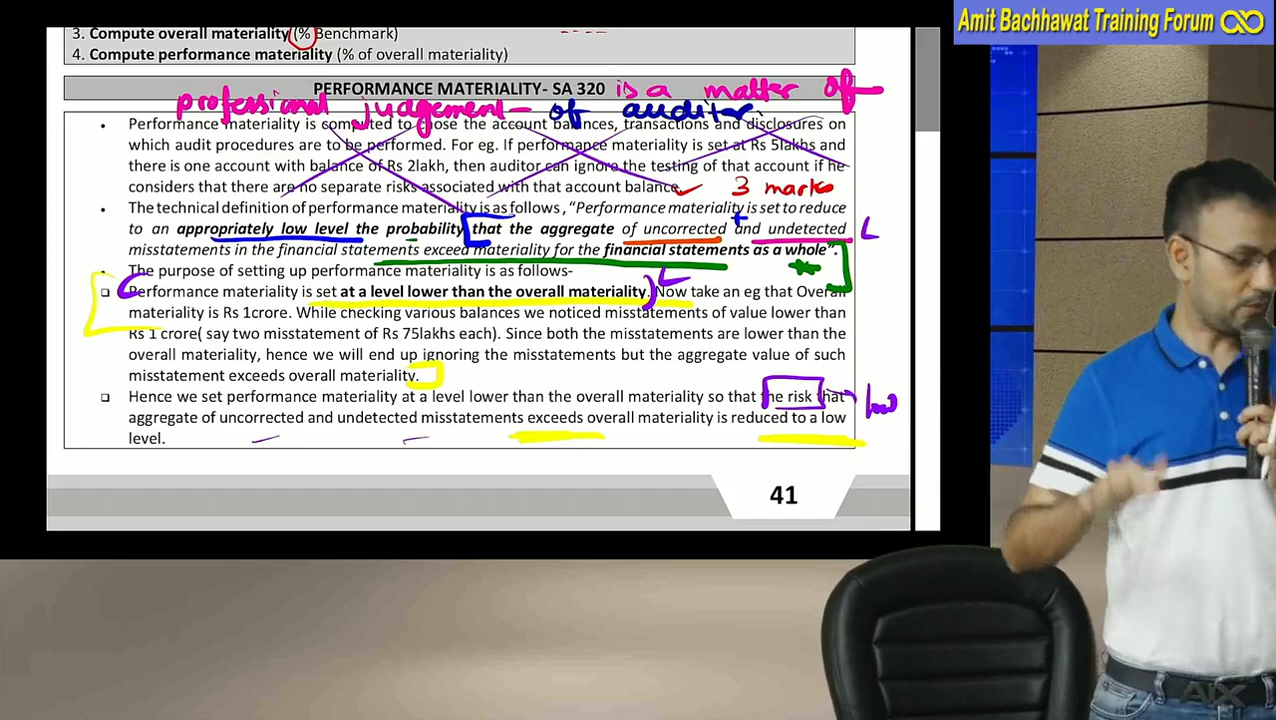 Amit Bachhawat Training Forum
3. Compute overall materiality (% Benchmark)
4. Compute performance materiality (% of overall materiality)
PERFORMANCE MATERIALITY- SA 320 is a matter of
professional judgement - of auditor
• Performance materiality is computed to chose the account balances, transactions and disclosures on
which audit procedures are to be performed. For eg. If performance materiality is set at Rs 5lakhs and
there is one account with balance of Rs 2lakh, then auditor can ignore the testing of that account if he
considers that there are no separate risks associated with that account balance. 3 marks
• The technical definition of performance materiality is as follows , “Performance materiality is set to reduce
to an appropriately low level the probability that the aggregate of uncorrected and undetected
misstatements in the financial statements exceed materiality for the financial statements as a whole”.
• The purpose of setting up performance materiality is as follows-
Performance materiality is set at a level lower than the overall materiality. Now take an eg that Overall
materiality is Rs 1crore. While checking various balances we noticed misstatements of value lower than
Rs 1 crore( say two misstatement of Rs 75lakhs each). Since both the misstatements are lower than the
overall materiality, hence we will end up ignoring the misstatements but the aggregate value of such
misstatement exceeds overall materiality.
Hence we set performance materiality at a level lower than the overall materiality so that the risk that low
aggregate of uncorrected and undetected misstatements exceeds overall materiality is reduced to a low
level.
41
AIX